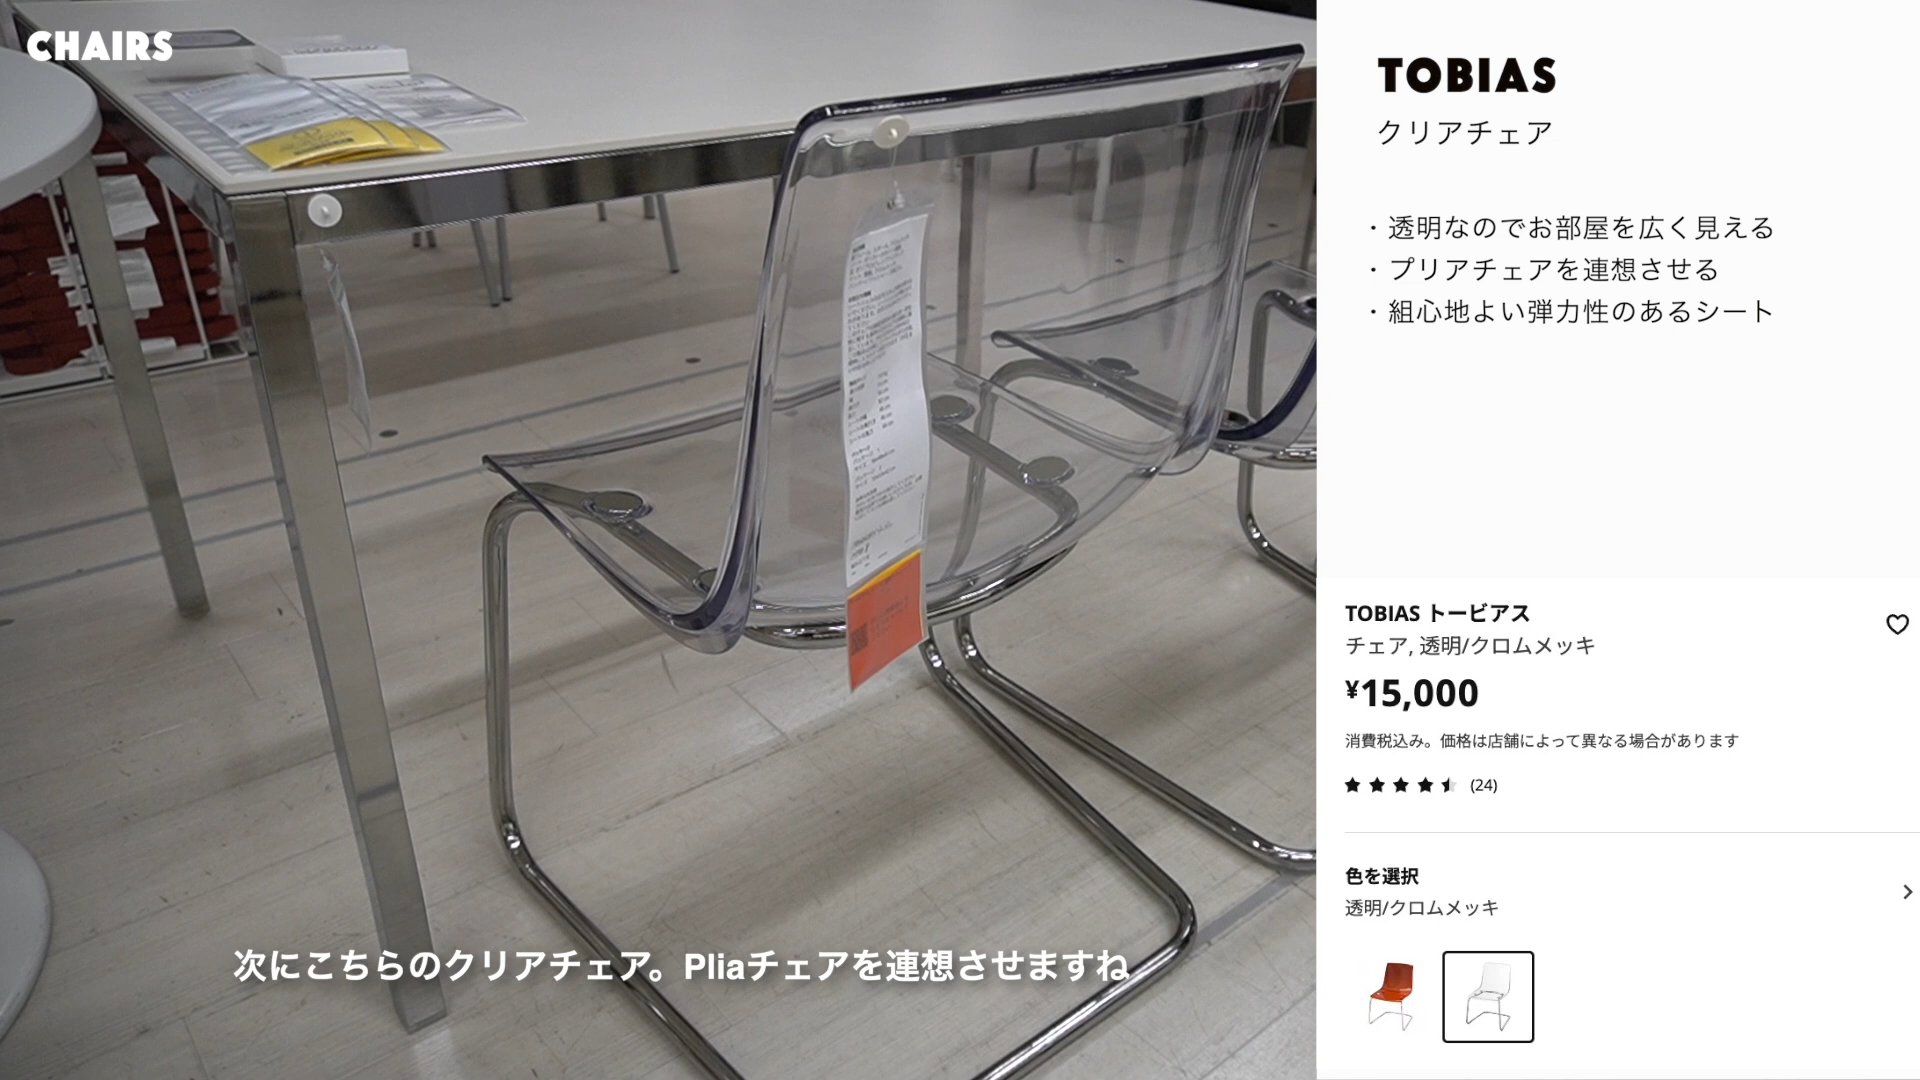 CHAIRS
TOBIAS
クリアチェア
・透明なのでお部屋を広く見える
・プリアチェアを連想させる
・組心地よい弾力性のあるシート
TOBIAS トービアス
チェア, 透明/クロムメッキ
¥15,000
消費税込み。価格は店舗によって異なる場合があります
(24)
色を選択
透明/クロムメッキ
次にこちらのクリアチェア。Pliaチェアを連想させますね